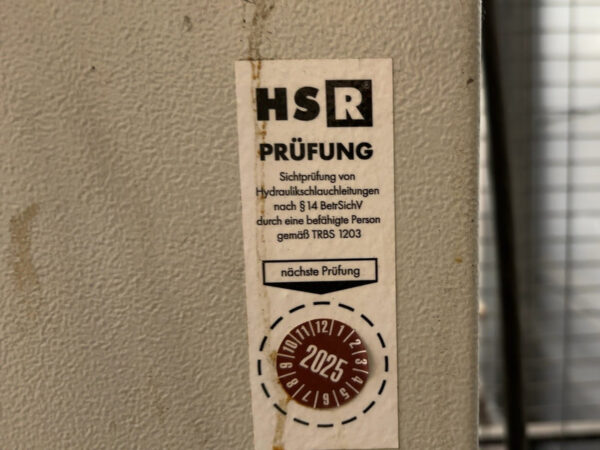 HSR
PRÜFUNG
Sichtprüfung von
Hydraulikschlauchleitungen
nach § 14 BetrSichV
durch eine befähigte Person
gemäß TRBS 1203
nächste Prüfung
12 1 2 3 4 5 6 7 8 9 10 11
2025